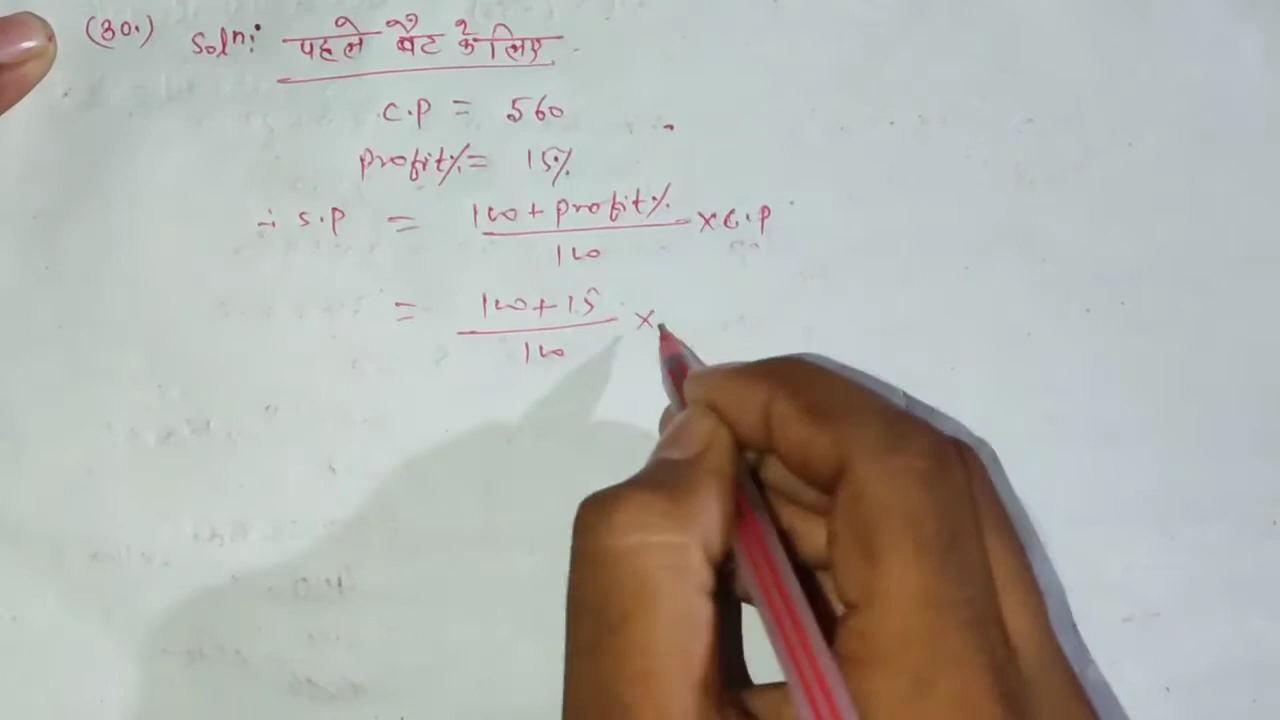 (30.) Solⁿ: पहले बैट के लिए
C.P = 560
profit% = 15%
∴ S.P = 100 + profit% / 100 × C.P
= 100 + 15 / 100 ×